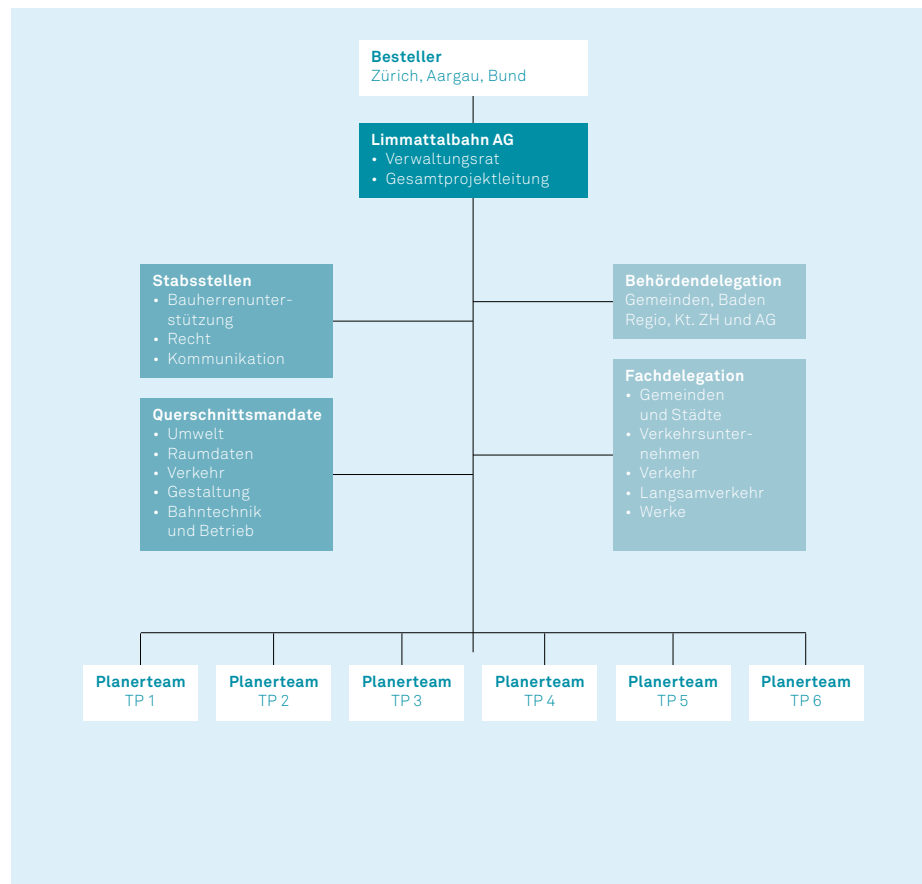 Besteller
Zürich, Aargau, Bund
Limmattalbahn AG
• Verwaltungsrat
• Gesamtprojektleitung
Stabsstellen
• Bauherrenunter-
stützung
• Recht
• Kommunikation
Behördendelegation
Gemeinden, Baden
Regio, Kt. ZH und AG
Querschnittsmandate
• Umwelt
• Raumdaten
• Verkehr
• Gestaltung
• Bahntechnik
und Betrieb
Fachdelegation
• Gemeinden
und Städte
• Verkehrsunter-
nehmen
• Verkehr
• Langsamverkehr
• Werke
Planerteam
TP 1
Planerteam
TP 2
Planerteam
TP 3
Planerteam
TP 4
Planerteam
TP 5
Planerteam
TP 6